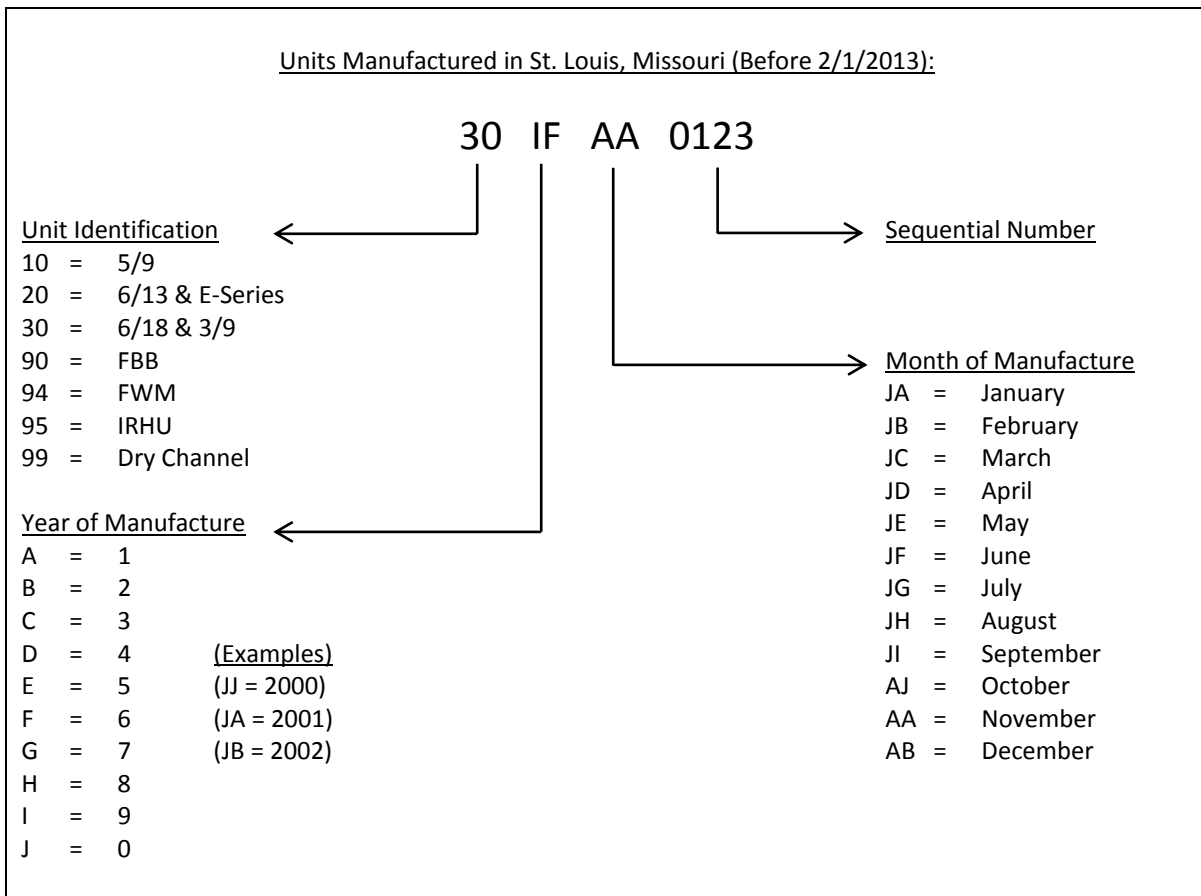 Units Manufactured in St. Louis, Missouri (Before 2/1/2013):
30 IF AA 0123
Unit Identification
10 = 5/9
20 = 6/13 & E-Series
30 = 6/18 & 3/9
90 = FBB
94 = FWM
95 = IRHU
99 = Dry Channel
Year of Manufacture
A = 1
B = 2
C = 3
D = 4 (Examples)
E = 5 (JJ = 2000)
F = 6 (JA = 2001)
G = 7 (JB = 2002)
H = 8
I = 9
J = 0
Sequential Number
Month of Manufacture
JA = January
JB = February
JC = March
JD = April
JE = May
JF = June
JG = July
JH = August
JI = September
AJ = October
AA = November
AB = December